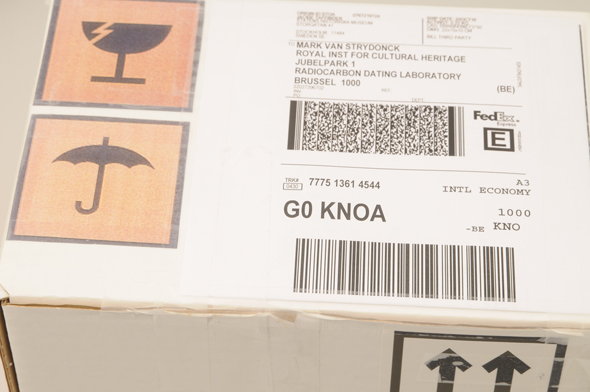 MARK VAN STRYDONCK
ROYAL INST FOR CULTURAL HERITAGE
JUBELPARK 1
RADIOCARBON DATING LABORATORY
BRUSSEL 1000
(BE)
FedEx
Express
E
TRK#
0430
7775 1361 4544
A3
INTL ECONOMY
G0 KNOA
1000
-BE KNO